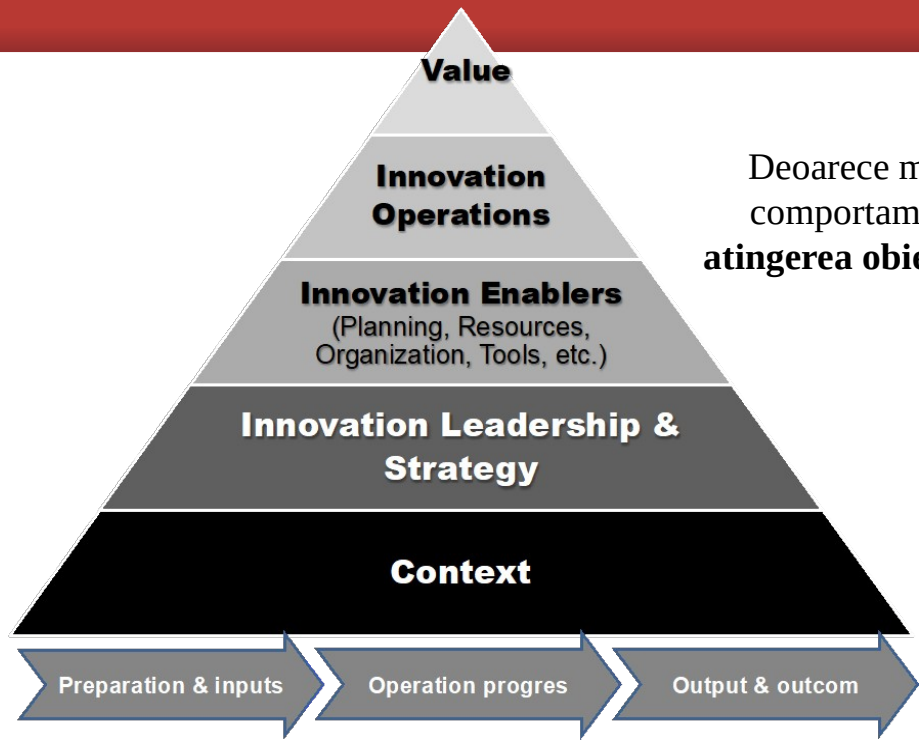 Value
Innovation
Operations
Innovation Enablers
(Planning, Resources,
Organization, Tools, etc.)
Innovation Leadership &
Strategy
Context
Deoarece
comportam
atingerea obie
Preparation & inputs
Operation progres
Output & outcom